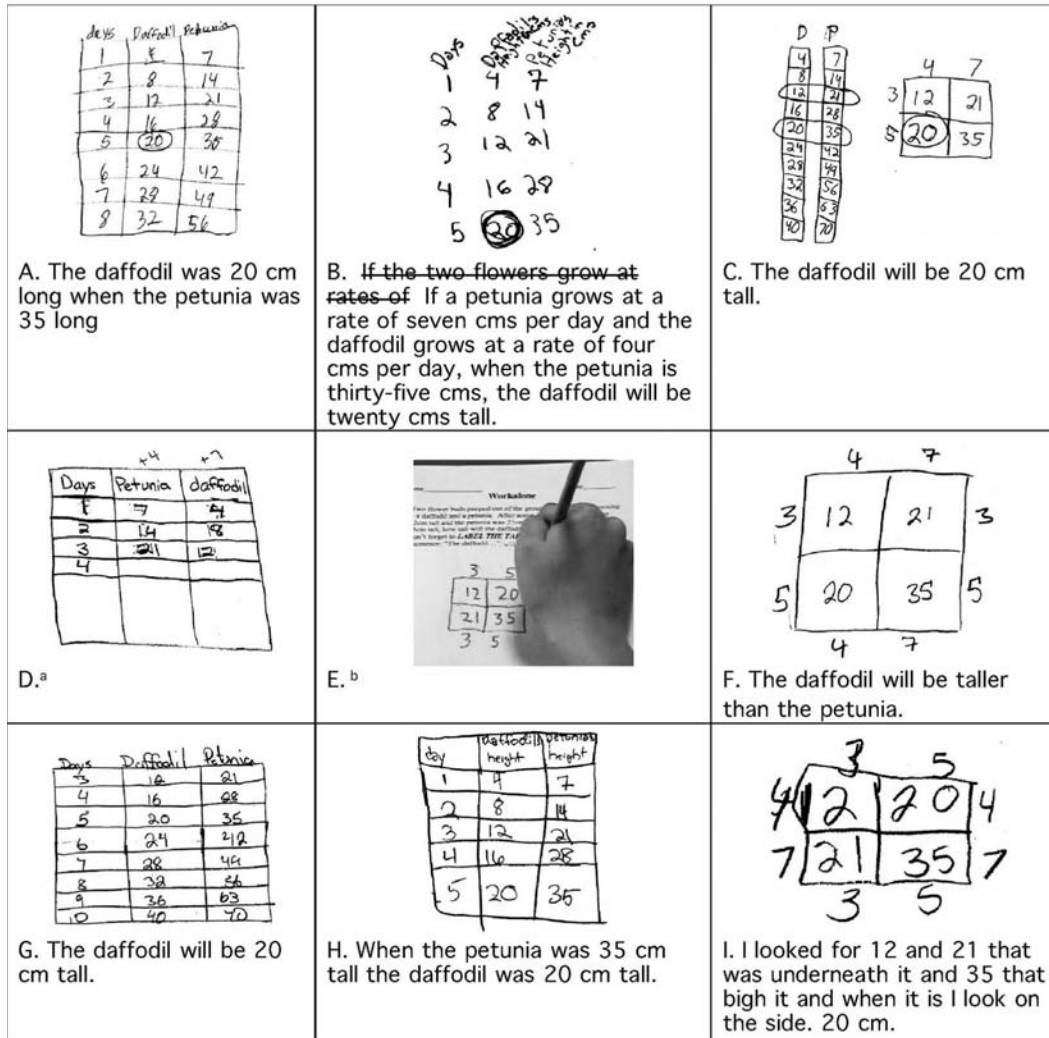 days Daffodil Petunia
1 7
2 8 14
3 12 21
4 16 28
5 20 35
6 24 42
7 28 49
8 32 56
A. The daffodil was 20 cm
long when the petunia was
35 long
Days Daffodils Height in cms Petunias Height in cms
1 4 7
2 8 14
3 12 21
4 16 28
5 20 35
B. If the two flowers grow at
rates of If a petunia grows at a
rate of seven cms per day and the
daffodil grows at a rate of four
cms per day, when the petunia is
thirty-five cms, the daffodil will be
twenty cms tall.
D P
4 7
8 14
12 21
16 28
20 35
24 42
28 49
32 56
36 63
40 70
4 7
3 12 21
5 20 35
C. The daffodil will be 20 cm
tall.
+4 +7
Days Petunia daffodil
1 7 4
2 14 8
3 21 12
4
D.a
Workalone
LABEL THE
3 5
12 20
21 35
3 5
E. b
4 7
3 12 21 3
5 20 35 5
4 7
F. The daffodil will be taller
than the petunia.
Days Daffodil Petunia
3 12 21
4 16 28
5 20 35
6 24 42
7 28 49
8 32 56
9 36 63
10 40 70
G. The daffodil will be 20
cm tall.
day Daffodils height Petunias height
1 4 7
2 8 14
3 12 21
4 16 28
5 20 35
H. When the petunia was 35 cm
tall the daffodil was 20 cm tall.
3 5
4 12 20 4
7 21 35 7
3 5
I. I looked for 12 and 21 that
was underneath it and 35 that
bigh it and when it is I look on
the side. 20 cm.